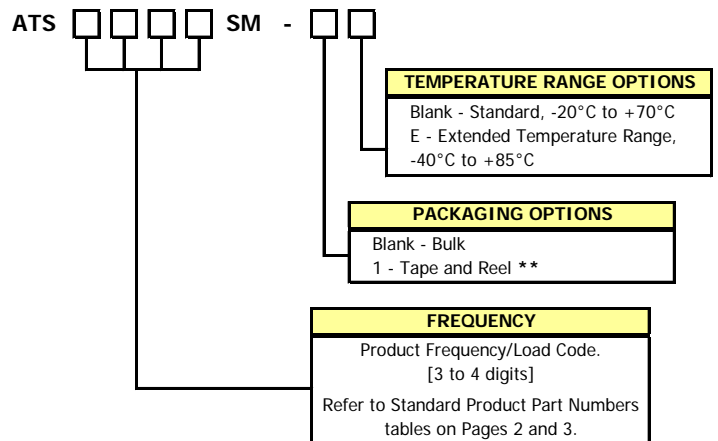 ATS SM -
TEMPERATURE RANGE OPTIONS
Blank - Standard, -20°C to +70°C
E - Extended Temperature Range,
-40°C to +85°C
PACKAGING OPTIONS
Blank - Bulk
1 - Tape and Reel **
FREQUENCY
Product Frequency/Load Code.
[3 to 4 digits]
Refer to Standard Product Part Numbers
tables on Pages 2 and 3.